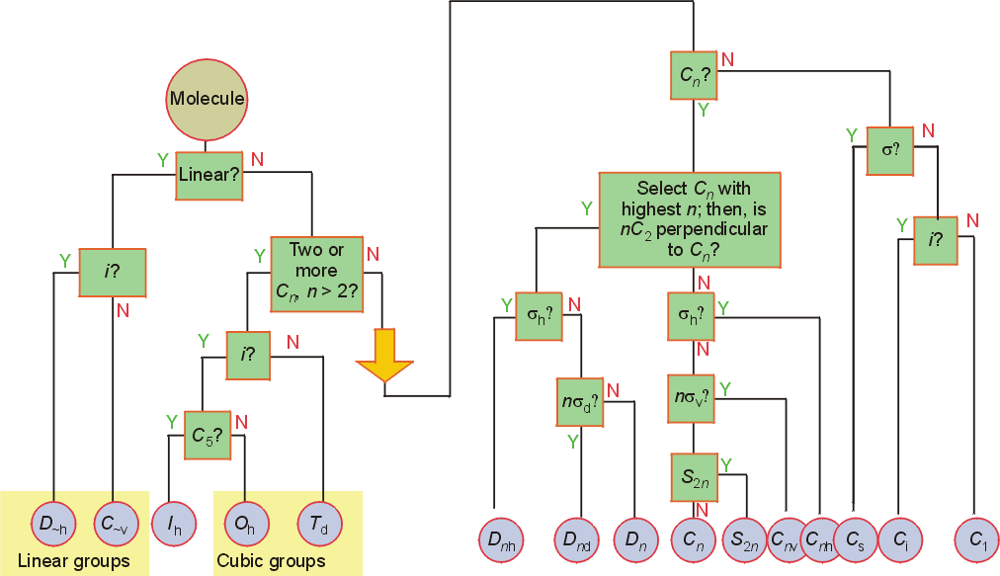 Molecule
Y
N
Linear?
Y
i?
N
Y
Two or
more
Cn, n > 2?
N
Y
i?
N
Y
C5?
N
D~h
C~v
Ih
Oh
Td
Linear groups
Cubic groups
Cn?
N
Y
Y
σ?
N
Y
Select Cn with
highest n; then, is
nC2 perpendicular
to Cn?
N
Y
i?
N
Y
σh?
N
σh?
Y
N
nσd?
N
Y
nσv?
Y
S2n
Y
N
Dnh
Dnd
Dn
Cn
S2n
Cnv
Cnh
Cs
Ci
C1